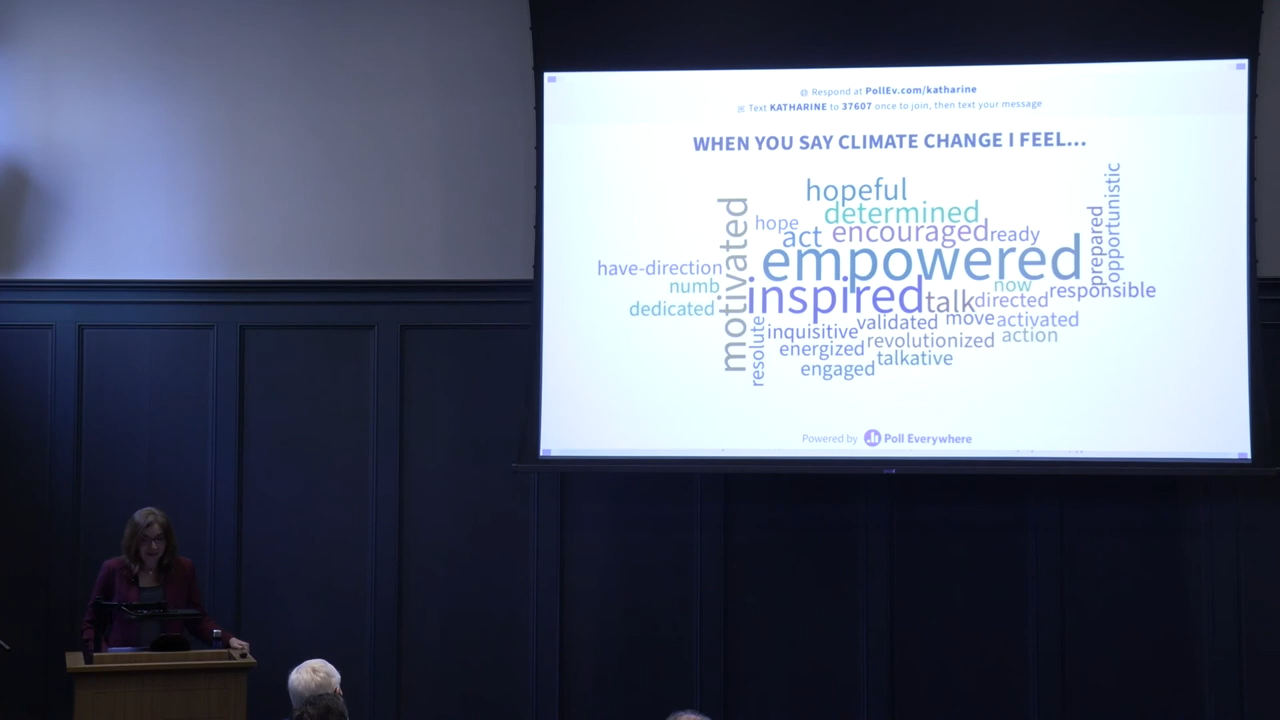 Respond at PollEv.com/katharine
Text KATHARINE to 37607 once to join, then text your message
WHEN YOU SAY CLIMATE CHANGE I FEEL...
hopeful
determined
hope
act
encouraged
ready
empowered
motivated
prepared
opportunistic
have-direction
numb
dedicated
inspired
talk
now
directed
responsible
resolute
inquisitive
validated
move
activated
energized
revolutionized
action
engaged
talkative
Powered by Poll Everywhere